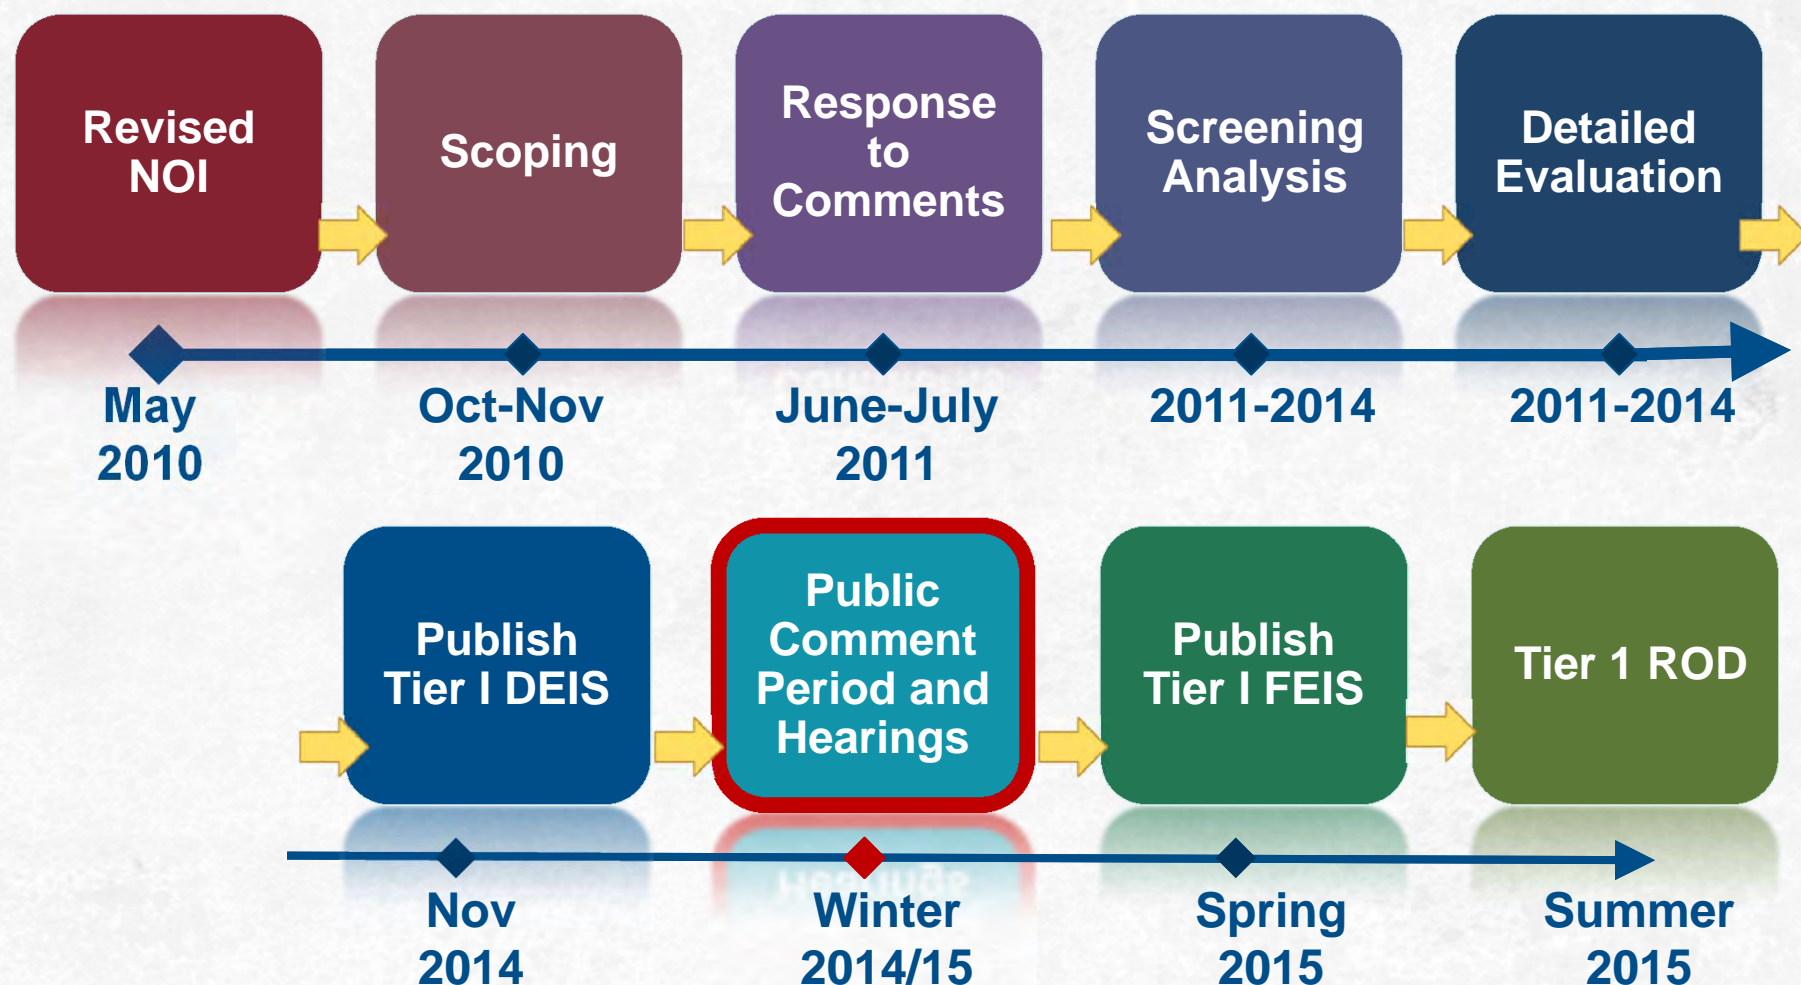 Revised
NOI
Scoping
Response
to
Comments
Screening
Analysis
Detailed
Evaluation
May
2010
Oct-Nov
2010
June-July
2011
2011-2014
2011-2014
Publish
Tier I DEIS
Public
Comment
Period and
Hearings
Publish
Tier I FEIS
Tier 1 ROD
Nov
2014
Winter
2014/15
Spring
2015
Summer
2015